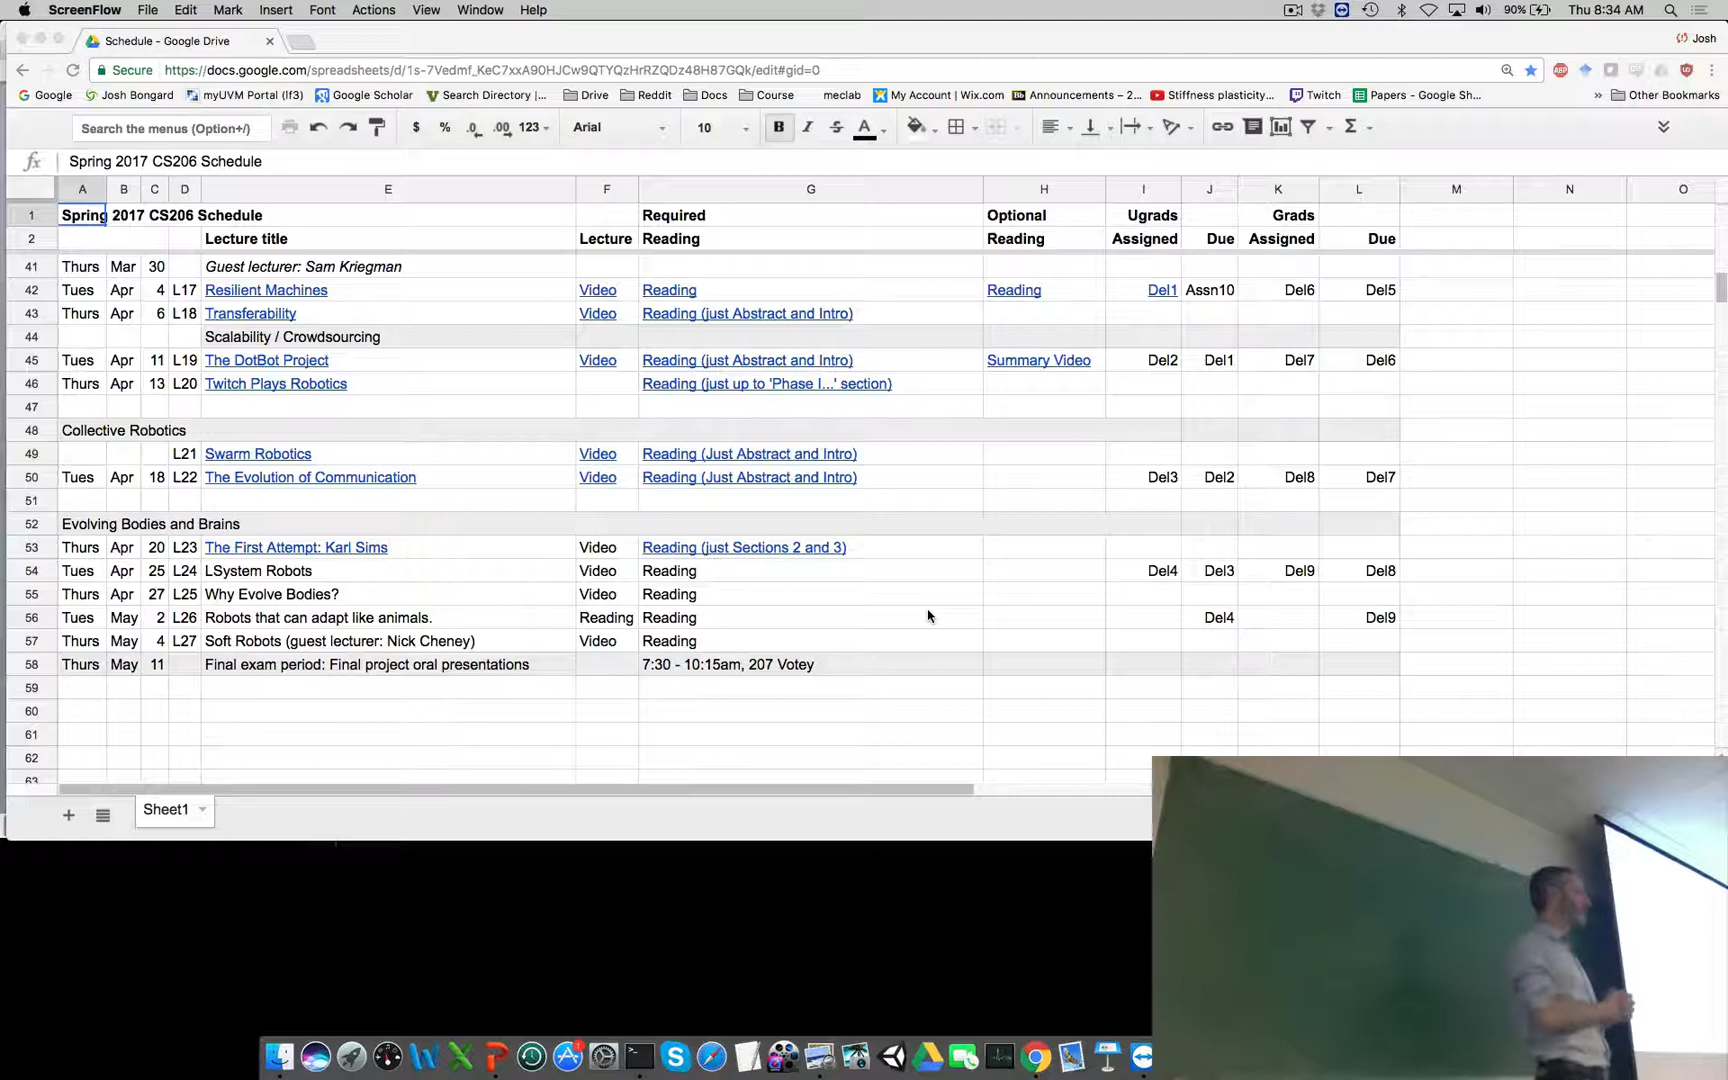 ScreenFlow File Edit Mark Insert Font Actions View Window Help 90% Thu 8:34 AM
Schedule - Google Drive Josh
Secure https://docs.google.com/spreadsheets/d/1s-7Vedmf_KeC7xxA90HJCw9QTYQzHrRZQDz48H87GQk/edit#gid=0
Google Josh Bongard myUVM Portal (lf3) Google Scholar Search Directory |... Drive Reddit Docs Course meclab My Account | Wix.com Announcements – 2... Stiffness plasticity... Twitch Papers - Google Sh... » Other Bookmarks
Search the menus (Option+/) $ % .0 .00 123 Arial 10 B I S A Σ
fx Spring 2017 CS206 Schedule
A B C D E F G H I J K L M N O
1 Spring 2017 CS206 Schedule Required Optional Ugrads Grads
2 Lecture title Lecture Reading Reading Assigned Due Assigned Due
41 Thurs Mar 30 Guest lecturer: Sam Kriegman
42 Tues Apr 4 L17 Resilient Machines Video Reading Reading Del1 Assn10 Del6 Del5
43 Thurs Apr 6 L18 Transferability Video Reading (just Abstract and Intro)
44 Scalability / Crowdsourcing
45 Tues Apr 11 L19 The DotBot Project Video Reading (just Abstract and Intro) Summary Video Del2 Del1 Del7 Del6
46 Thurs Apr 13 L20 Twitch Plays Robotics Reading (just up to 'Phase I...' section)
47
48 Collective Robotics
49 L21 Swarm Robotics Video Reading (Just Abstract and Intro)
50 Tues Apr 18 L22 The Evolution of Communication Video Reading (Just Abstract and Intro) Del3 Del2 Del8 Del7
51
52 Evolving Bodies and Brains
53 Thurs Apr 20 L23 The First Attempt: Karl Sims Video Reading (just Sections 2 and 3)
54 Tues Apr 25 L24 LSystem Robots Video Reading Del4 Del3 Del9 Del8
55 Thurs Apr 27 L25 Why Evolve Bodies? Video Reading
56 Tues May 2 L26 Robots that can adapt like animals. Reading Reading Del4 Del9
57 Thurs May 4 L27 Soft Robots (guest lecturer: Nick Cheney) Video Reading
58 Thurs May 11 Final exam period: Final project oral presentations 7:30 - 10:15am, 207 Votey
59
60
61
62
63
Sheet1